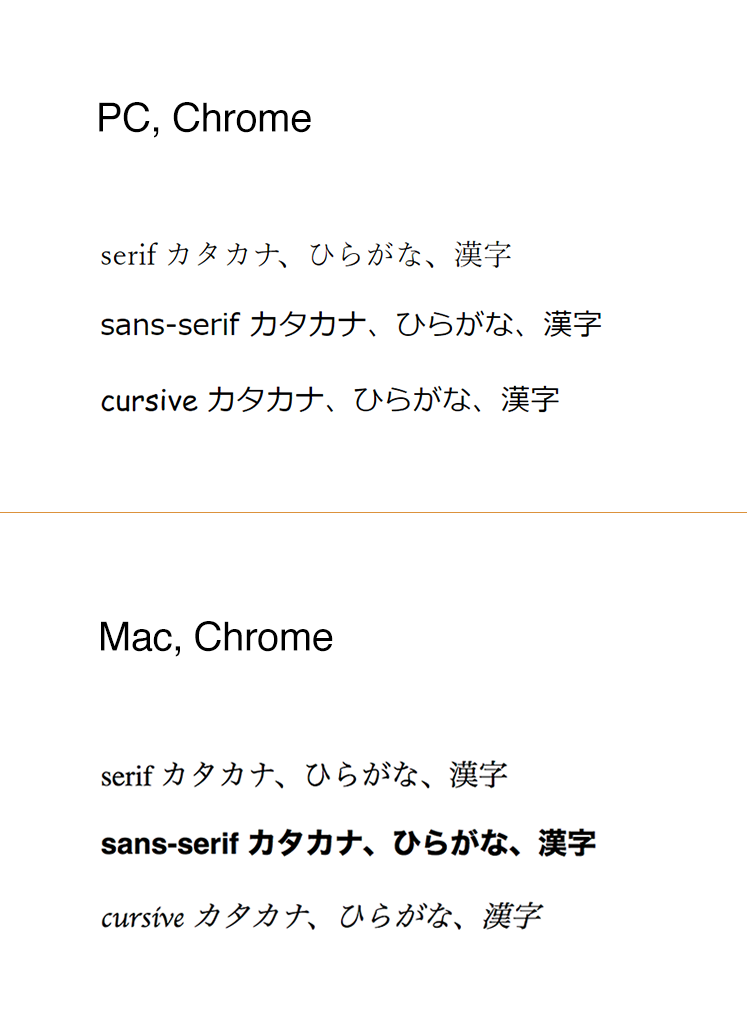 PC, Chrome
serif カタカナ、ひらがな、漢字
sans-serif カタカナ、ひらがな、漢字
cursive カタカナ、ひらがな、漢字
Mac, Chrome
serif カタカナ、ひらがな、漢字
sans-serif カタカナ、ひらがな、漢字
cursive カタカナ、ひらがな、漢字